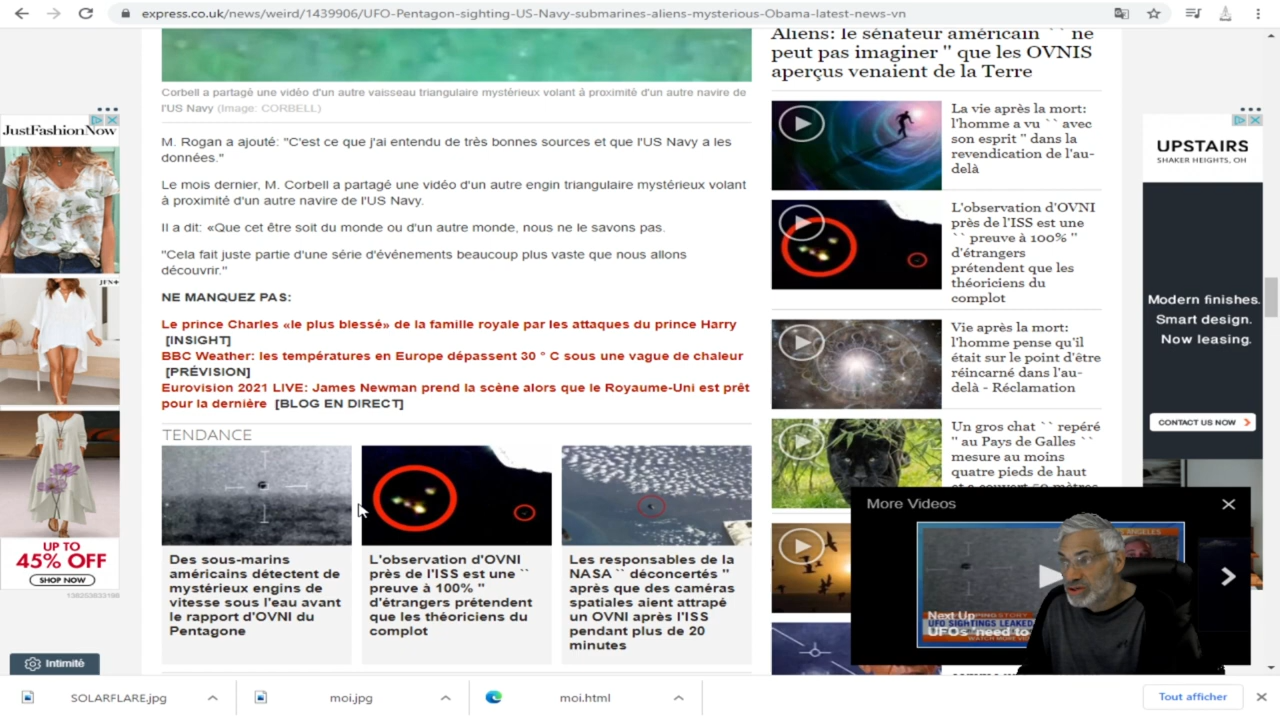 express.co.uk/news/weird/1439906/UFO-Pentagon-sighting-US-Navy-submarines-aliens-mysterious-Obama-latest-news-vn
Corbell a partagé une vidéo d'un autre vaisseau triangulaire mystérieux volant à proximité d'un autre navire de
l'US Navy (Image: CORBELL)
M. Rogan a ajouté: "C'est ce que j'ai entendu de très bonnes sources et que l'US Navy a les
données."
Le mois dernier, M. Corbell a partagé une vidéo d'un autre engin triangulaire mystérieux volant
à proximité d'un autre navire de l'US Navy.
Il a dit: «Que cet être soit du monde ou d'un autre monde, nous ne le savons pas.
"Cela fait juste partie d'une série d'événements beaucoup plus vaste que nous allons
découvrir."
NE MANQUEZ PAS:
Le prince Charles «le plus blessé» de la famille royale par les attaques du prince Harry
[INSIGHT]
BBC Weather: les températures en Europe dépassent 30 ° C sous une vague de chaleur
[PRÉVISION]
Eurovision 2021 LIVE: James Newman prend la scène alors que le Royaume-Uni est prêt
pour la dernière [BLOG EN DIRECT]
TENDANCE
Des sous-marins
américains détectent de
mystérieux engins de
vitesse sous l'eau avant
le rapport d'OVNI du
Pentagone
L'observation d'OVNI
près de l'ISS est une ``
preuve à 100% ''
d'étrangers prétendent
que les théoriciens du
complot
Les responsables de la
NASA `` déconcertés ''
après que des caméras
spatiales aient attrapé
un OVNI après l'ISS
pendant plus de 20
minutes
Aliens: le sénateur américain `` ne
peut pas imaginer '' que les OVNIS
aperçus venaient de la Terre
La vie après la mort:
l'homme a vu `` avec
son esprit '' dans la
revendication de l'au-
delà
L'observation d'OVNI
près de l'ISS est une
`` preuve à 100% ''
d'étrangers
prétendent que les
théoriciens du
complot
Vie après la mort:
l'homme pense qu'il
était sur le point d'être
réincarné dans l'au-
delà - Réclamation
Un gros chat `` repéré
'' au Pays de Galles ``
mesure au moins
quatre pieds de haut
More Videos
Next Up
UFO SIGHTINGS LEAKED
UFOs 'need to
JUSTFASHIONNOW
JFN
UP TO
45% OFF
SHOP NOW
UPSTAIRS
SHAKER HEIGHTS, OH
Modern finishes.
Smart design.
Now leasing.
CONTACT US NOW
Intimité
SOLARFLARE.jpg
moi.jpg
moi.html
Tout afficher